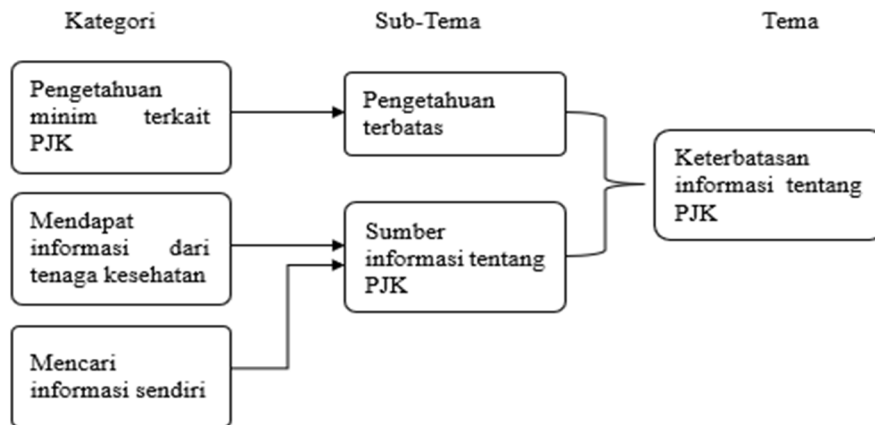 Kategori
Sub-Tema
Tema
Pengetahuan
minim terkait
PJK
Pengetahuan
terbatas
Keterbatasan
informasi tentang
PJK
Mendapat
informasi dari
tenaga kesehatan
Sumber
informasi tentang
PJK
Mencari
informasi sendiri